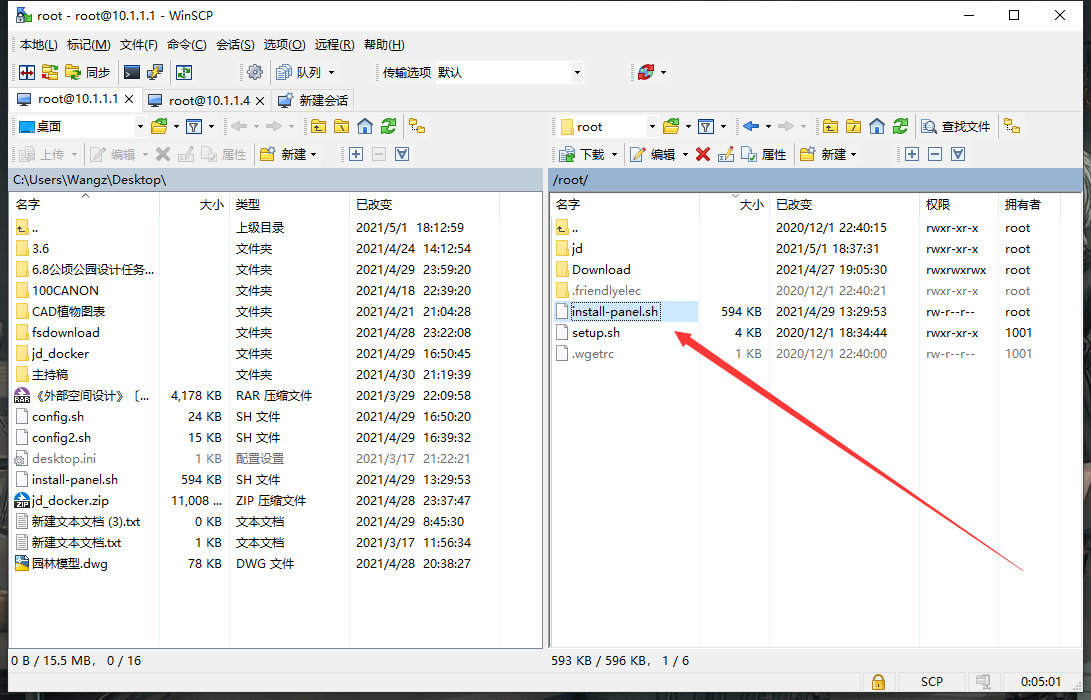 root - root@10.1.1.1 - WinSCP
本地(L) 标记(M) 文件(F) 命令(C) 会话(S) 选项(O) 远程(R) 帮助(H)
同步 队列 传输选项 默认
root@10.1.1.1 root@10.1.1.4 新建会话
桌面 root 查找文件
上传 编辑 属性 新建 下载 编辑 属性 新建
C:\Users\Wangz\Desktop\ /root/
名字 大小 类型 已改变 名字 大小 已改变 权限 拥有者
.. 上级目录 2021/5/1 18:12:59 .. 2020/12/1 22:40:15 rwxr-xr-x root
3.6 文件夹 2021/4/24 14:12:54 jd 2021/5/1 18:37:31 rwxr-xr-x root
6.8公顷公园设计任务... 文件夹 2021/4/29 23:59:20 Download 2021/4/27 19:05:30 rwxrwxrwx root
100CANON 文件夹 2021/4/18 22:39:20 .friendlyelec 2020/12/1 22:40:21 rwxr-xr-x root
CAD植物图表 文件夹 2021/4/21 21:04:28 install-panel.sh 594 KB 2021/4/29 13:29:53 rw-r--r-- root
fsdownload 文件夹 2021/4/28 23:22:08 setup.sh 4 KB 2020/12/1 18:34:44 rwxr-xr-x 1001
jd_docker 文件夹 2021/4/29 16:50:45 .wgetrc 1 KB 2020/12/1 22:40:00 rw-r--r-- 1001
主持稿 文件夹 2021/4/30 21:19:39
《外部空间设计》〔... 4,178 KB RAR 压缩文件 2021/3/29 22:09:58
config.sh 24 KB SH 文件 2021/4/29 16:50:20
config2.sh 15 KB SH 文件 2021/4/29 16:39:32
desktop.ini 1 KB 配置设置 2021/3/17 21:22:21
install-panel.sh 594 KB SH 文件 2021/4/29 13:29:53
jd_docker.zip 11,008 ... ZIP 压缩文件 2021/4/28 23:37:47
新建文本文档 (3).txt 0 KB 文本文档 2021/4/29 8:45:30
新建文本文档.txt 1 KB 文本文档 2021/3/17 11:56:34
园林模型.dwg 78 KB DWG 文件 2021/4/28 20:38:27
0 B / 15.5 MB， 0 / 16 593 KB / 596 KB， 1 / 6
SCP 0:05:01